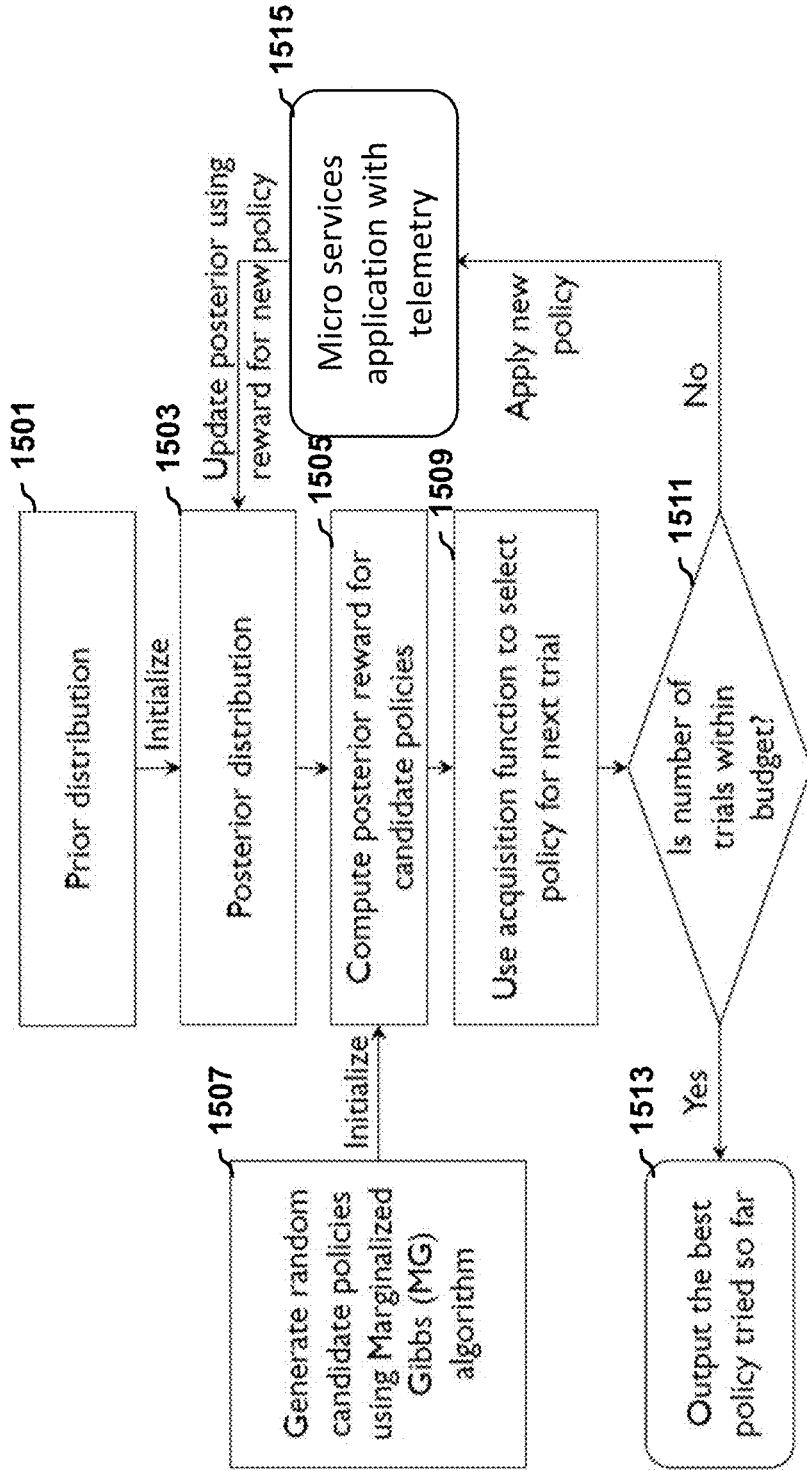 1501
Prior distribution
Initialize
1503
Posterior distribution
Update posterior using
reward for new policy
1515
Micro services
application with
telemetry
1507
Generate random
candidate policies
using Marginalized
Gibbs (MG)
algorithm
Initialize
1505
Compute posterior reward for
candidate policies
1509
Use acquisition function to select
policy for next trial
Apply new
policy
1511
Is number of
trials within
budget?
No
Yes
1513
Output the best
policy tried so far